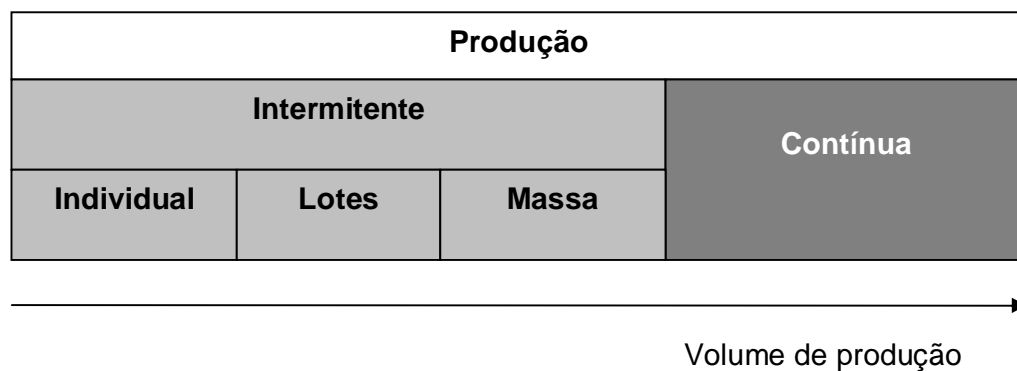 Produção
Intermitente
Contínua
Individual
Lotes
Massa
Volume de produção